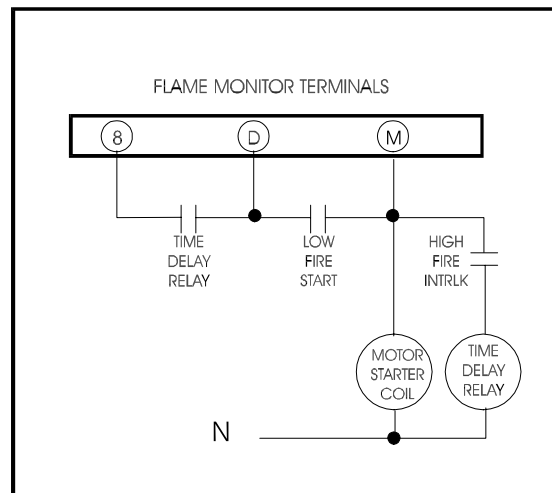 FLAME MONITOR TERMINALS
8 D M
TIME
DELAY
RELAY
LOW
FIRE
START
HIGH
FIRE
INTRLK
MOTOR
STARTER
COIL
TIME
DELAY
RELAY
N